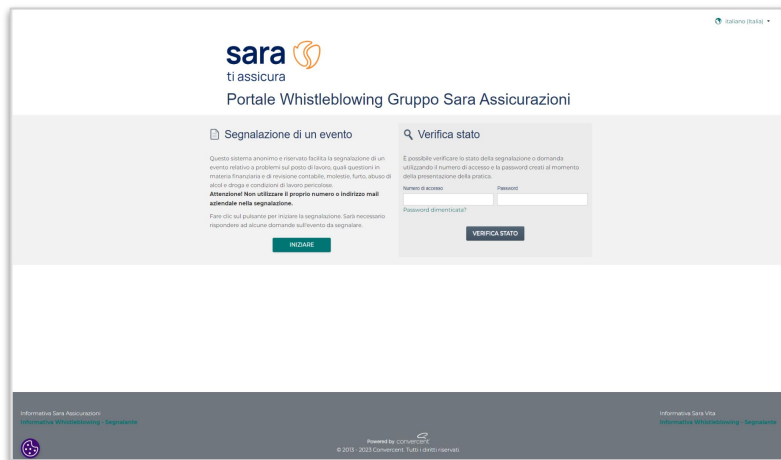 italiano (Italia)
sara
ti assicura
Portale Whistleblowing Gruppo Sara Assicurazioni
Segnalazione di un evento
Questo sistema anonimo e riservato facilita la segnalazione di un
evento relativo a problemi sul posto di lavoro, quali questioni in
materia finanziaria e di revisione contabile, molestie, furto, abuso di
alcol e droga e condizioni di lavoro pericolose.
Attenzione! Non utilizzare il proprio numero o indirizzo mail
aziendale nella segnalazione.
Fare clic sul pulsante per iniziare la segnalazione. Sarà necessario
rispondere ad alcune domande sull'evento da segnalare.
INIZIARE
Verifica stato
È possibile verificare lo stato della segnalazione o domanda
utilizzando il numero di accesso e la password creati al momento
della presentazione della pratica.
Numero di accesso
Password
Password dimenticata?
VERIFICA STATO
Informativa Sara Assicurazioni
Informativa Whistleblowing - Segnalante
Informativa Sara Vita
Informativa Whistleblowing - Segnalante
Powered by convercent
© 2013 - 2023 Convercent. Tutti i diritti riservati.